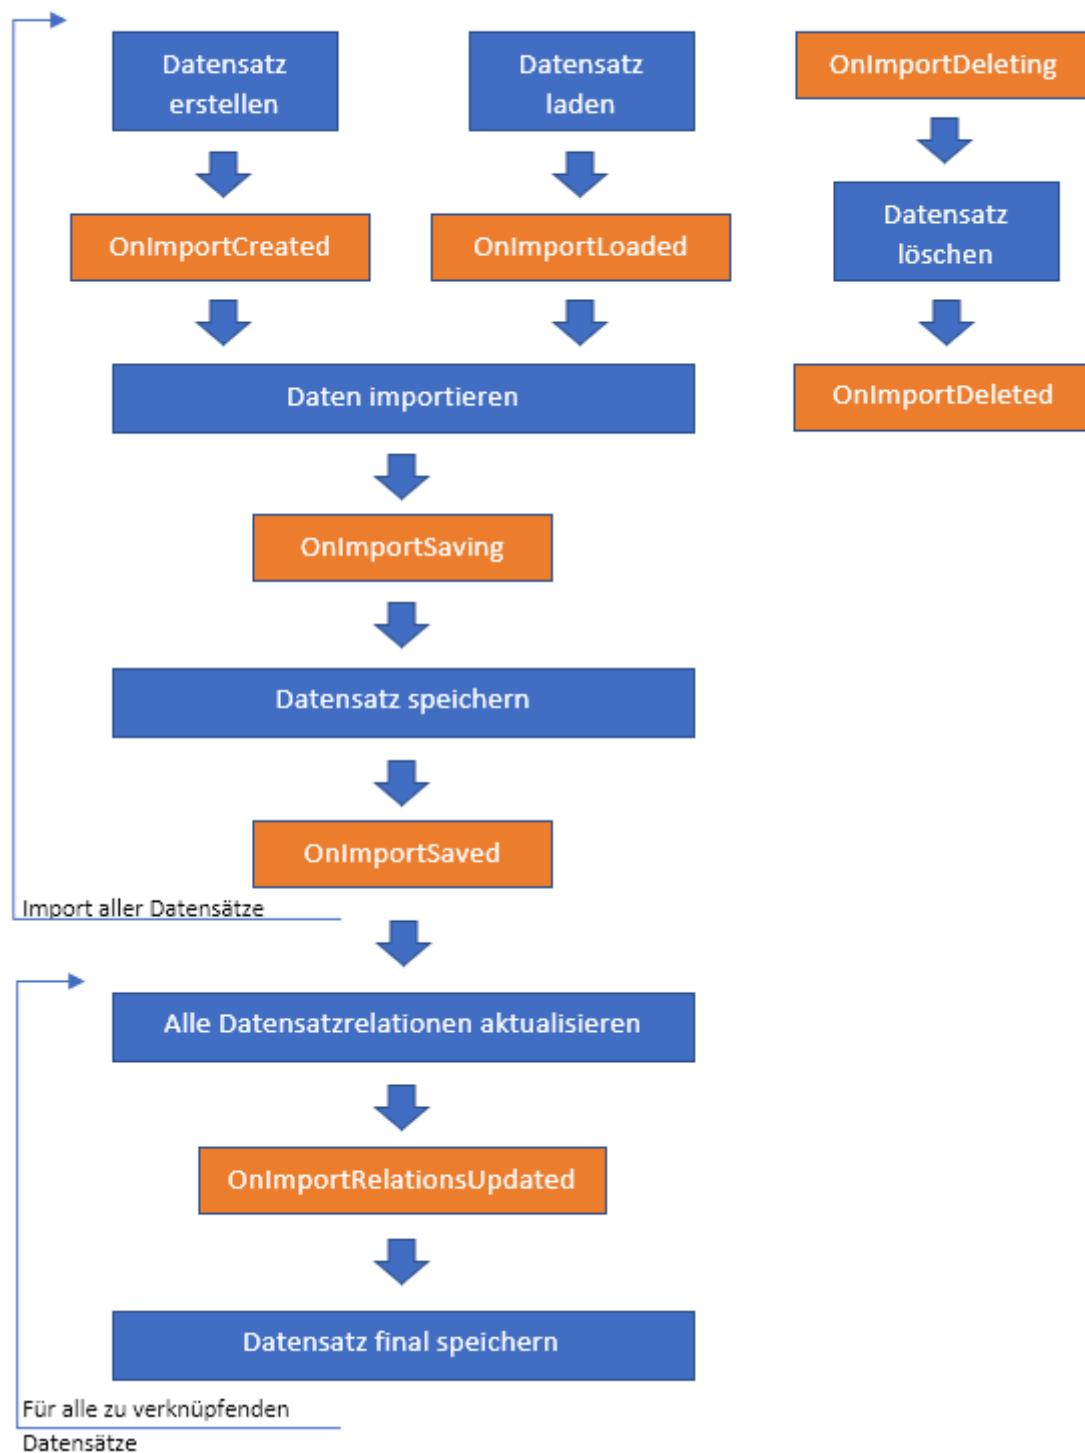 Datensatz
erstellen
Datensatz
laden
OnImportDeleting
OnImportCreated
OnImportLoaded
Datensatz
löschen
Daten importieren
OnImportDeleted
OnImportSaving
Datensatz speichern
OnImportSaved
Import aller Datensätze
Alle Datensatzrelationen aktualisieren
OnImportRelationsUpdated
Datensatz final speichern
Für alle zu verknüpfenden
Datensätze